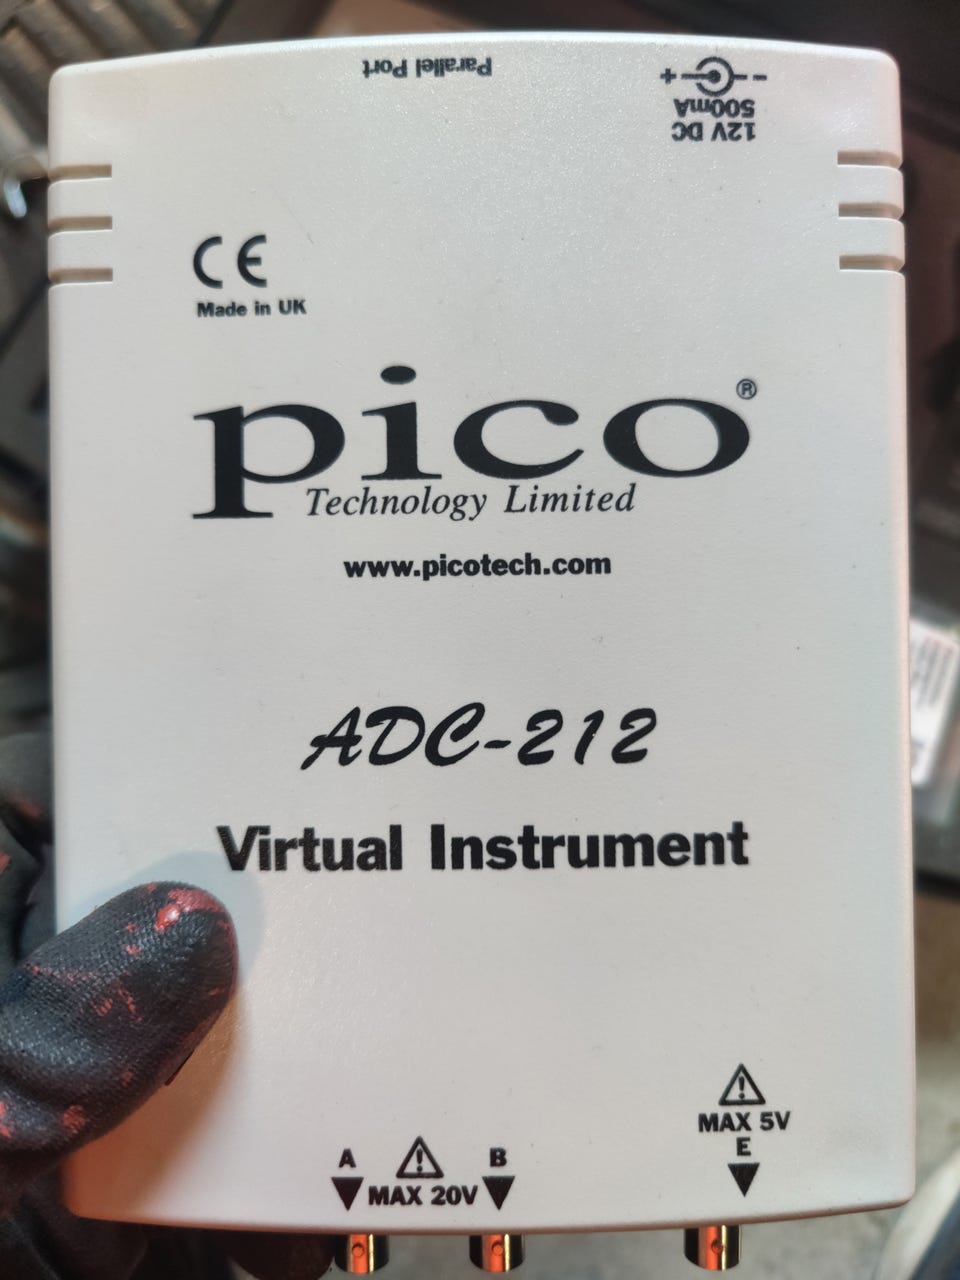 Parallel Port
+ -
12V DC
500mA
CE
Made in UK
pico®
Technology Limited
www.picotech.com
ADC-212
Virtual Instrument
MAX 5V
E
A B
MAX 20V